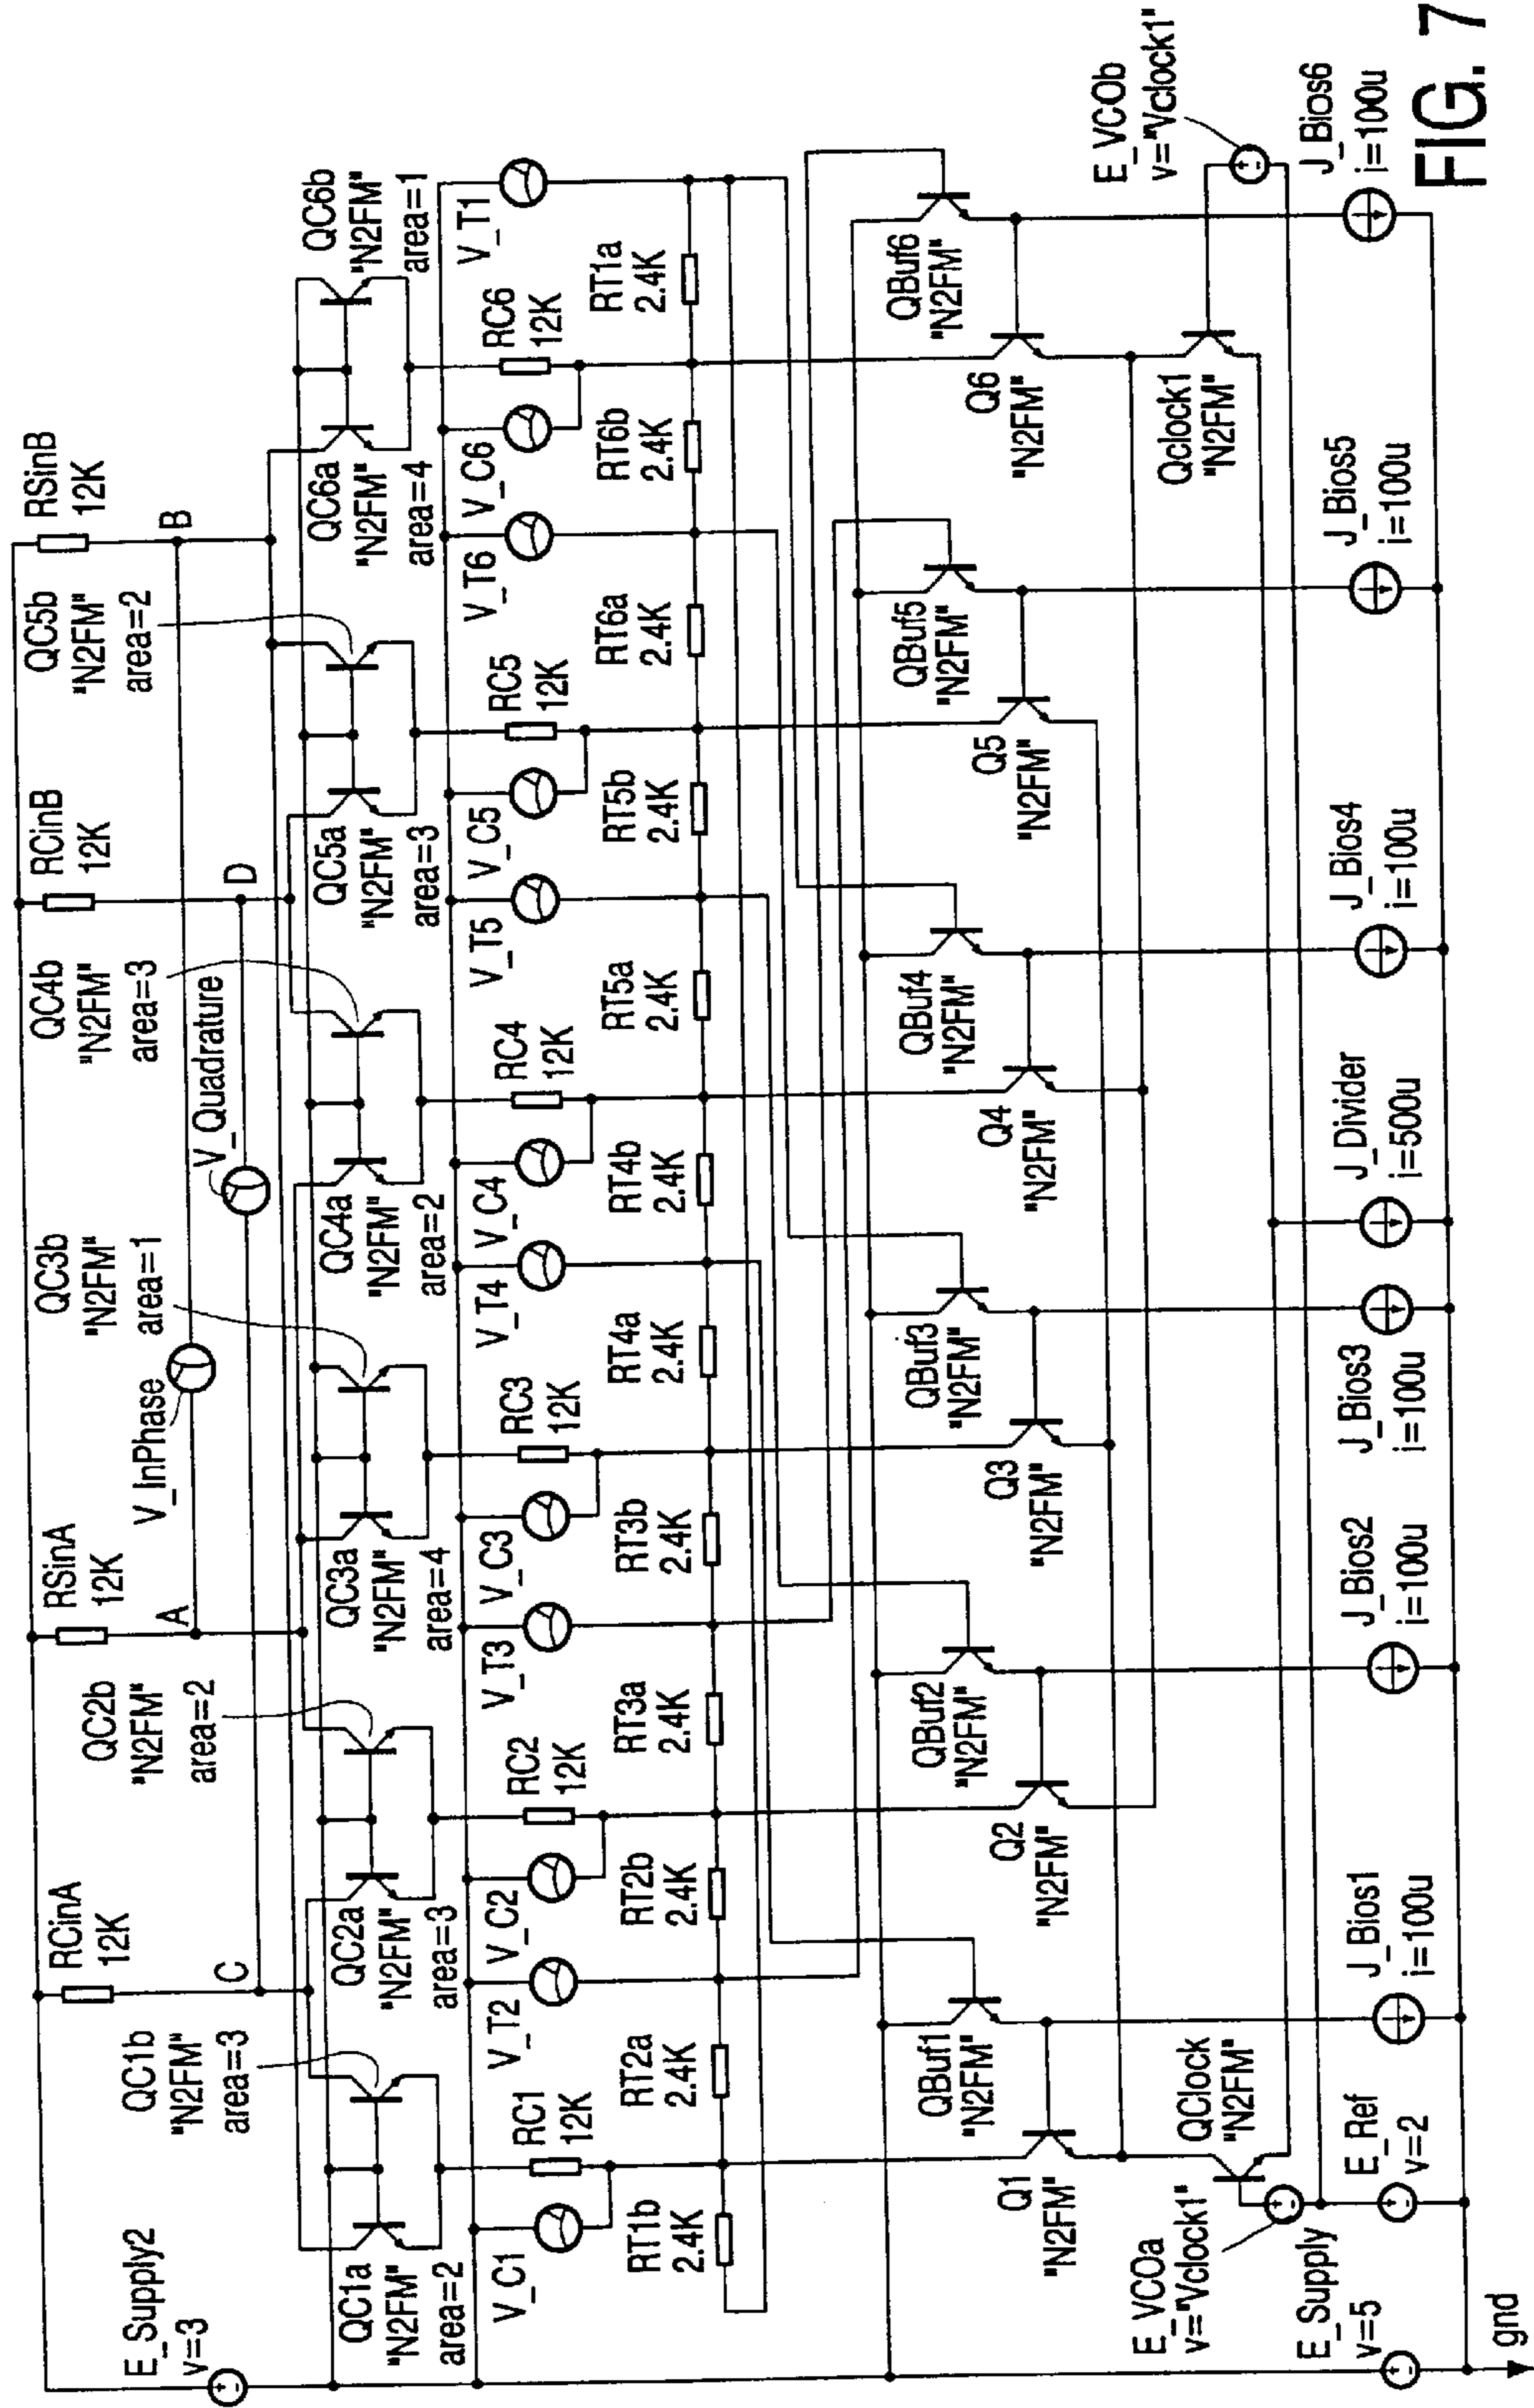 E_Supply2
v=3
RCinA
12K
RSinA
12K
RCinB
12K
RSinB
12K
C
A
D
B
V_InPhase
V_Quadrature
QC1a
"N2FM"
area=2
QC1b
"N2FM"
area=3
QC2a
"N2FM"
area=3
QC2b
"N2FM"
area=2
QC3a
"N2FM"
area=4
QC3b
"N2FM"
area=1
QC4a
"N2FM"
area=2
QC4b
"N2FM"
area=3
QC5a
"N2FM"
area=3
QC5b
"N2FM"
area=2
QC6a
"N2FM"
area=4
QC6b
"N2FM"
area=1
V_C1
RC1
12K
V_T2
V_C2
RC2
12K
V_T3
V_C3
RC3
12K
V_T4
V_C4
RC4
12K
V_T5
V_C5
RC5
12K
V_T6
V_C6
RC6
12K
V_T1
RT1b
2.4K
RT2a
2.4K
RT2b
2.4K
RT3a
2.4K
RT3b
2.4K
RT4a
2.4K
RT4b
2.4K
RT5a
2.4K
RT5b
2.4K
RT6a
2.4K
RT6b
2.4K
RT1a
2.4K
QBuf1
"N2FM"
QBuf2
"N2FM"
QBuf3
"N2FM"
QBuf4
"N2FM"
QBuf5
"N2FM"
QBuf6
"N2FM"
Q1
"N2FM"
Q2
"N2FM"
Q3
"N2FM"
Q4
"N2FM"
Q5
"N2FM"
Q6
"N2FM"
QClock
"N2FM"
Qclock1
"N2FM"
E_VCOa
v="Vclock1"
E_VCOb
v="Vclock1"
E_Supply
v=5
E_Ref
v=2
J_Bios1
i=100u
J_Bios2
i=100u
J_Bios3
i=100u
J_Divider
i=500u
J_Bios4
i=100u
J_Bios5
i=100u
J_Bios6
i=100u
gnd
FIG. 7